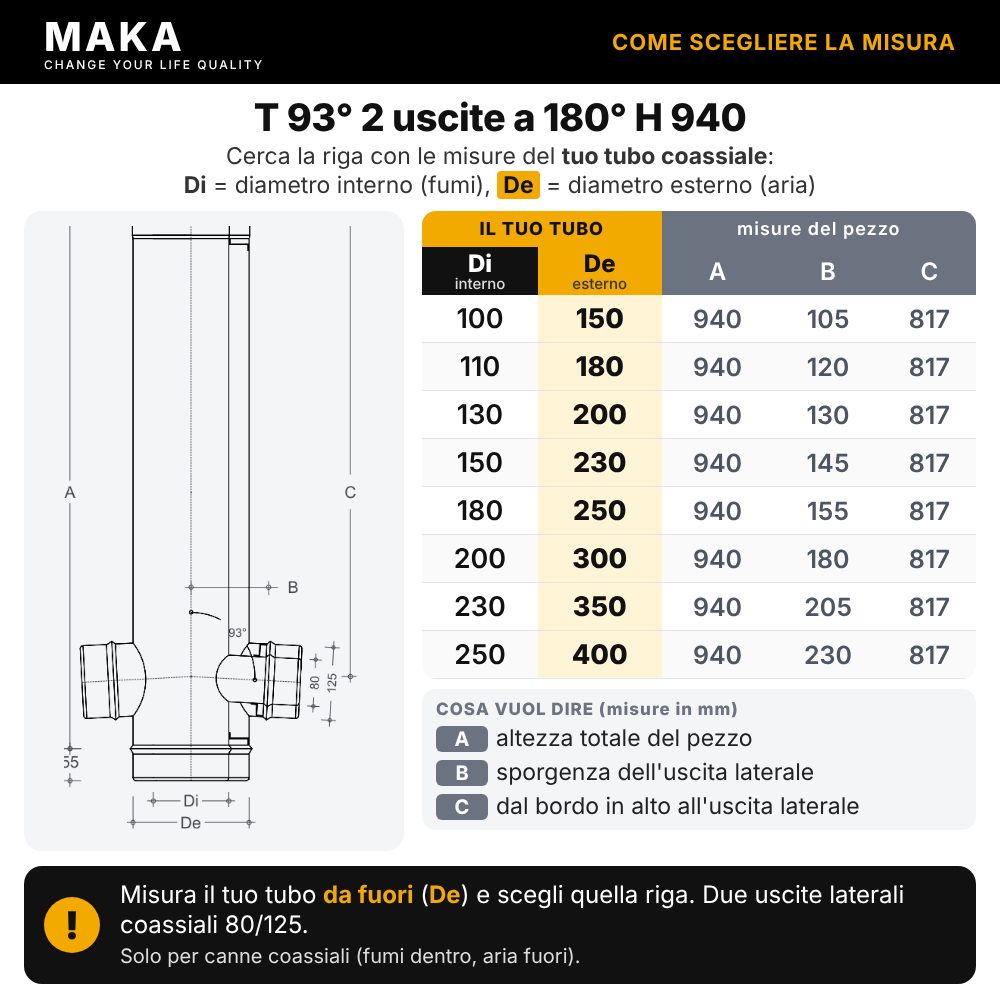 MAKA
CHANGE YOUR LIFE QUALITY
COME SCEGLIERE LA MISURA
T 93° 2 uscite a 180° H 940
Cerca la riga con le misure del tuo tubo coassiale:
Di = diametro interno (fumi), De = diametro esterno (aria)
A
C
B
93°
80
125
55
Di
De
IL TUO TUBO misure del pezzo
Di interno De esterno A B C
100 150 940 105 817
110 180 940 120 817
130 200 940 130 817
150 230 940 145 817
180 250 940 155 817
200 300 940 180 817
230 350 940 205 817
250 400 940 230 817
COSA VUOL DIRE (misure in mm)
A altezza totale del pezzo
B sporgenza dell'uscita laterale
C dal bordo in alto all'uscita laterale
! Misura il tuo tubo da fuori (De) e scegli quella riga. Due uscite laterali
coassiali 80/125.
Solo per canne coassiali (fumi dentro, aria fuori).